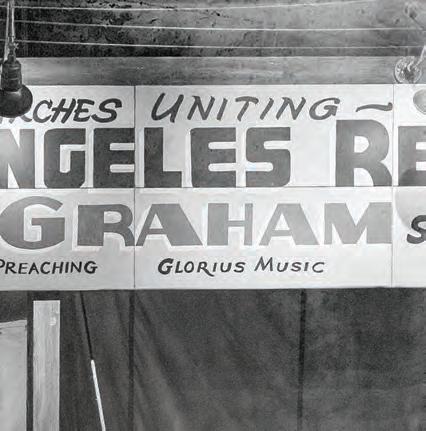 RCHES UNITING ~
NGELES RE
GRAHAM S
PREACHING GLORIUS MUSIC